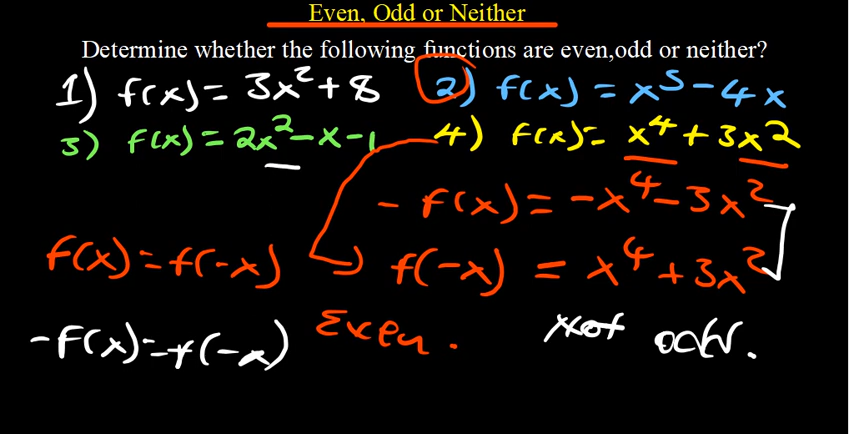 Even, Odd or Neither
Determine whether the following functions are even,odd or neither?
1) f(x) = 3x² + 8 2) f(x) = x⁵ - 4x
3) f(x) = 2x² - x - 1 4) f(x) = x⁴ + 3x²
- f(x) = -x⁴ - 3x²
f(x) = f(-x) f(-x) = x⁴ + 3x²
-f(x) = f(-x) Even. Not odd.